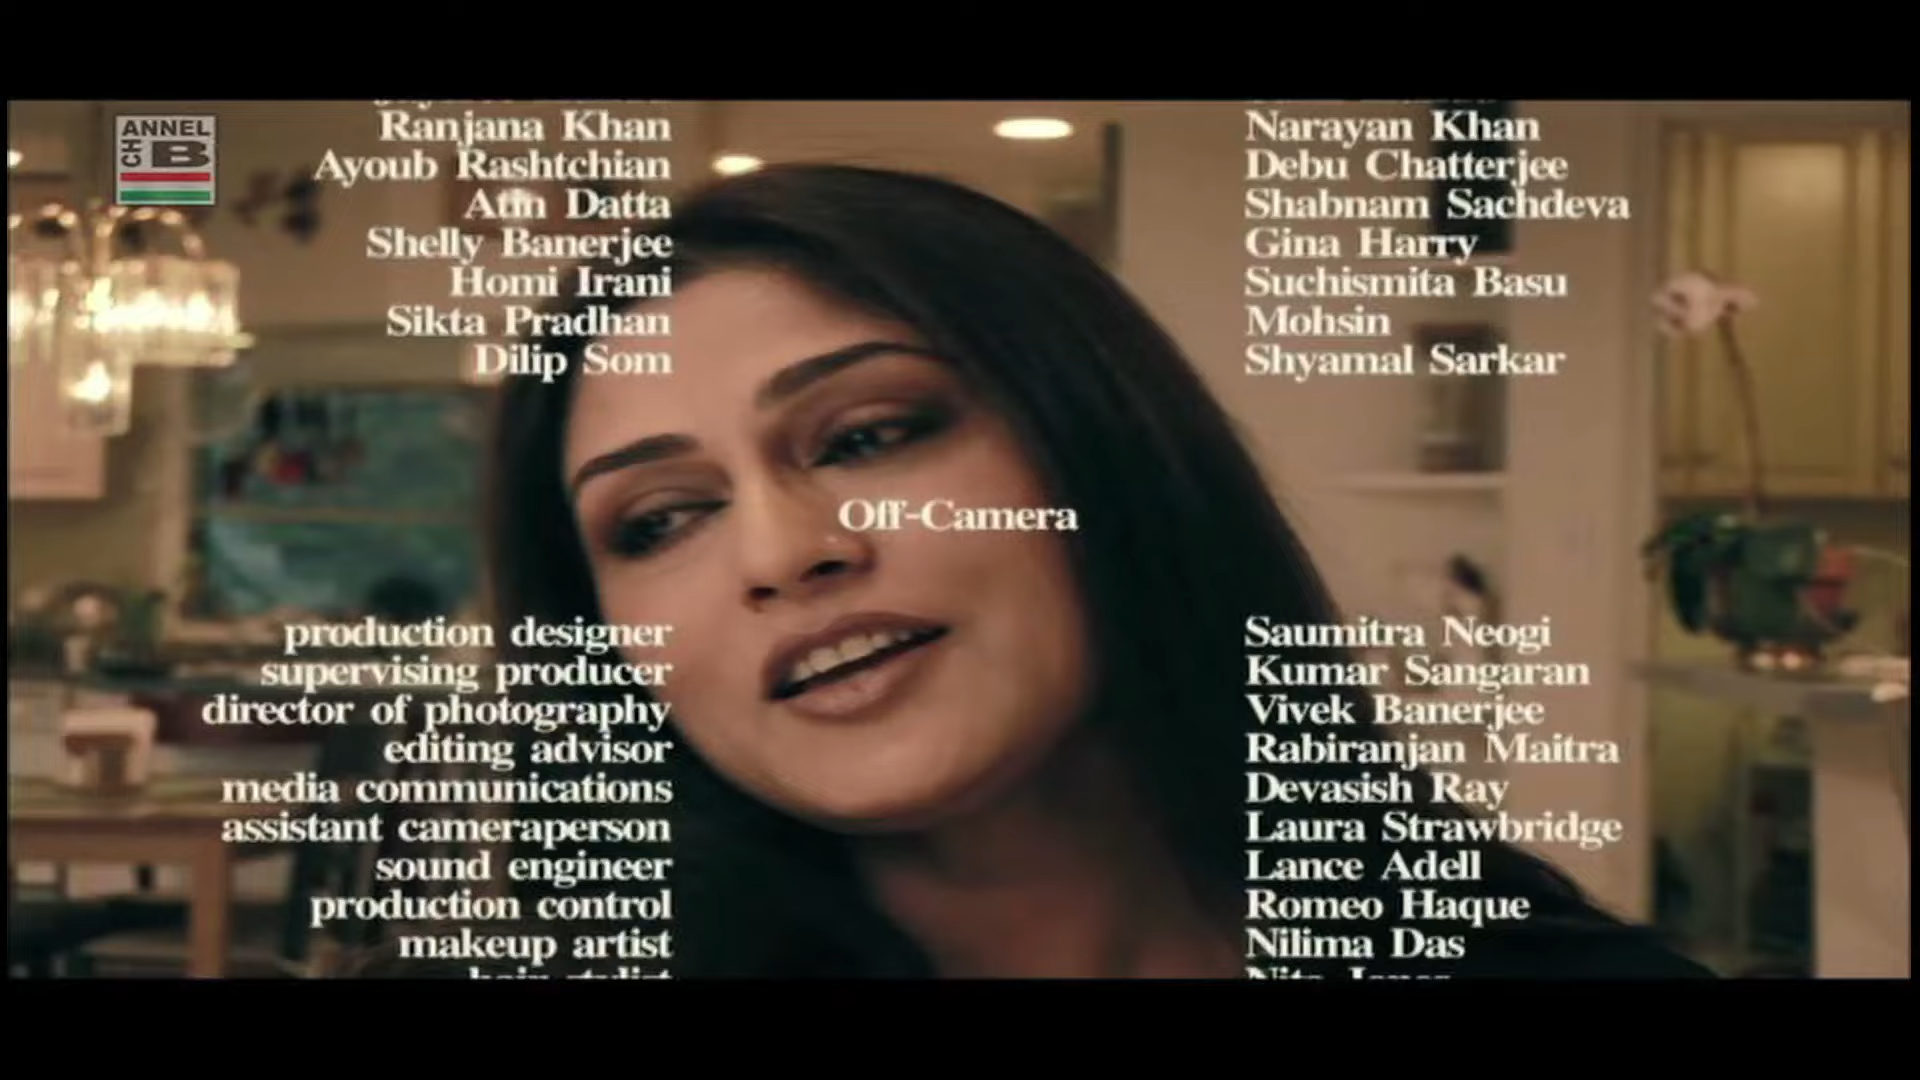 CHANNEL B
Ranjana Khan Narayan Khan
Ayoub Rashtchian Debu Chatterjee
Atin Datta Shabnam Sachdeva
Shelly Banerjee Gina Harry
Homi Irani Suchismita Basu
Sikta Pradhan Mohsin
Dilip Som Shyamal Sarkar
Off-Camera
production designer Saumitra Neogi
supervising producer Kumar Sangaran
director of photography Vivek Banerjee
editing advisor Rabiranjan Maitra
media communications Devasish Ray
assistant cameraperson Laura Strawbridge
sound engineer Lance Adell
production control Romeo Haque
makeup artist Nilima Das